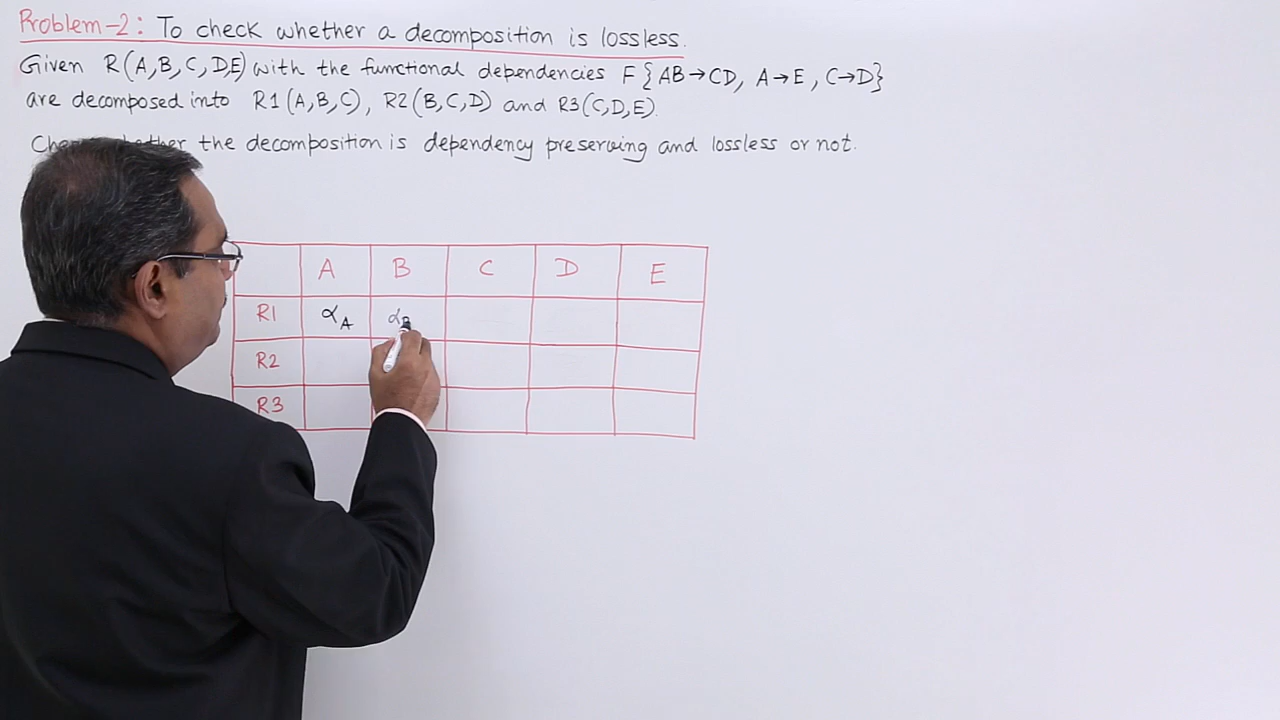 Problem-2: To check whether a decomposition is lossless.
Given R(A,B,C,D,E) with the functional dependencies F{AB→CD, A→E, C→D}
are decomposed into R1(A,B,C), R2(B,C,D) and R3(C,D,E).
the decomposition is dependency preserving and lossless or not.
A B C D E
R1 αA αB
R2
R3